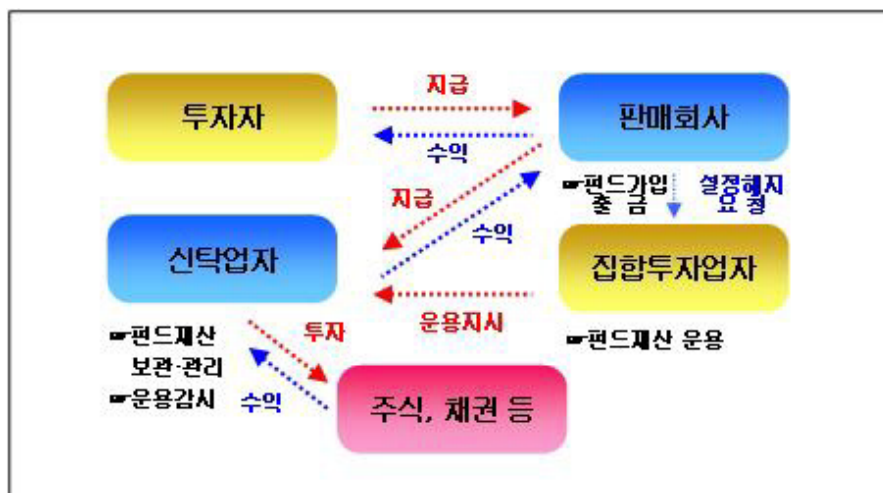 지급
투자자
판매회사
수익
☞펀드가입
출 금
설정해지
요 청
지급
수익
신탁업자
집합투자업자
운용지시
☞펀드재산
보관·관리
☞운용감시
투자
☞펀드재산 운용
수익
주식, 채권 등